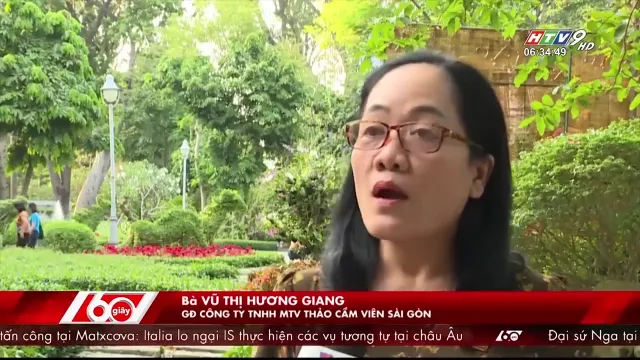 HTV9 HD
06:34:49
60 giây
Bà VŨ THỊ HƯƠNG GIANG
GĐ CÔNG TY TNHH MTV THẢO CẦM VIÊN SÀI GÒN
tấn công tại Matxcova: Italia lo ngại IS thực hiện các vụ tương tự tại châu Âu 60 giây Đại sứ Nga tại